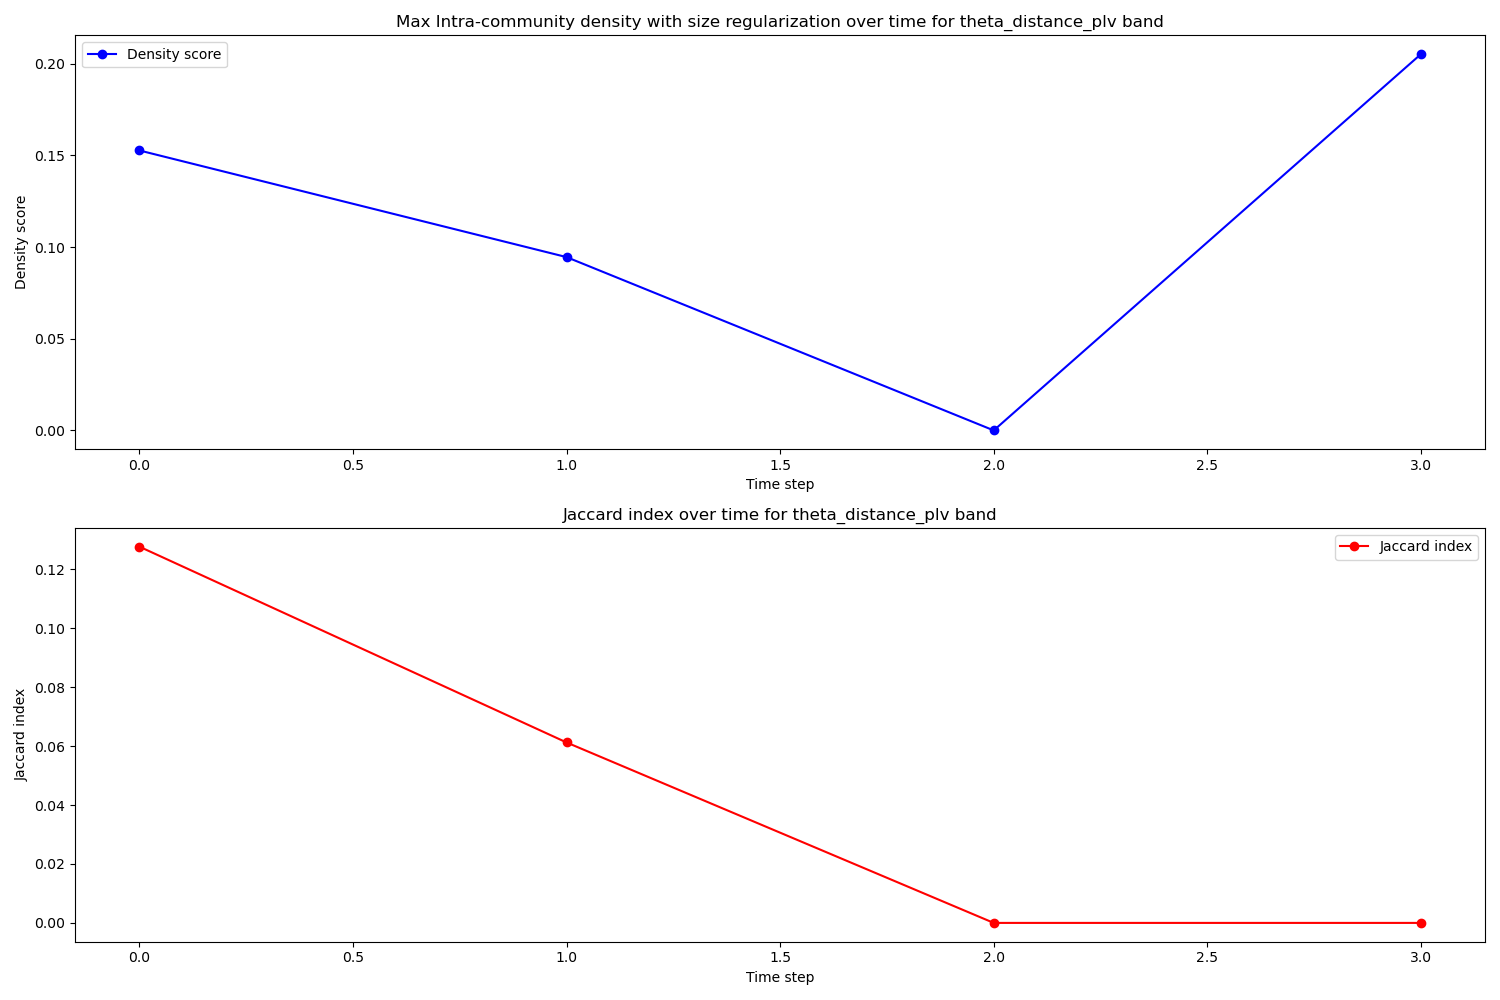 Max Intra-community density with size regularization over time for theta_distance_plv band
Density score
0.20
0.15
0.10
0.05
0.00
Density score
0.0 0.5 1.0 1.5 2.0 2.5 3.0
Time step
Jaccard index over time for theta_distance_plv band
Jaccard index
0.12
0.10
0.08
0.06
0.04
0.02
0.00
Jaccard index
0.0 0.5 1.0 1.5 2.0 2.5 3.0
Time step